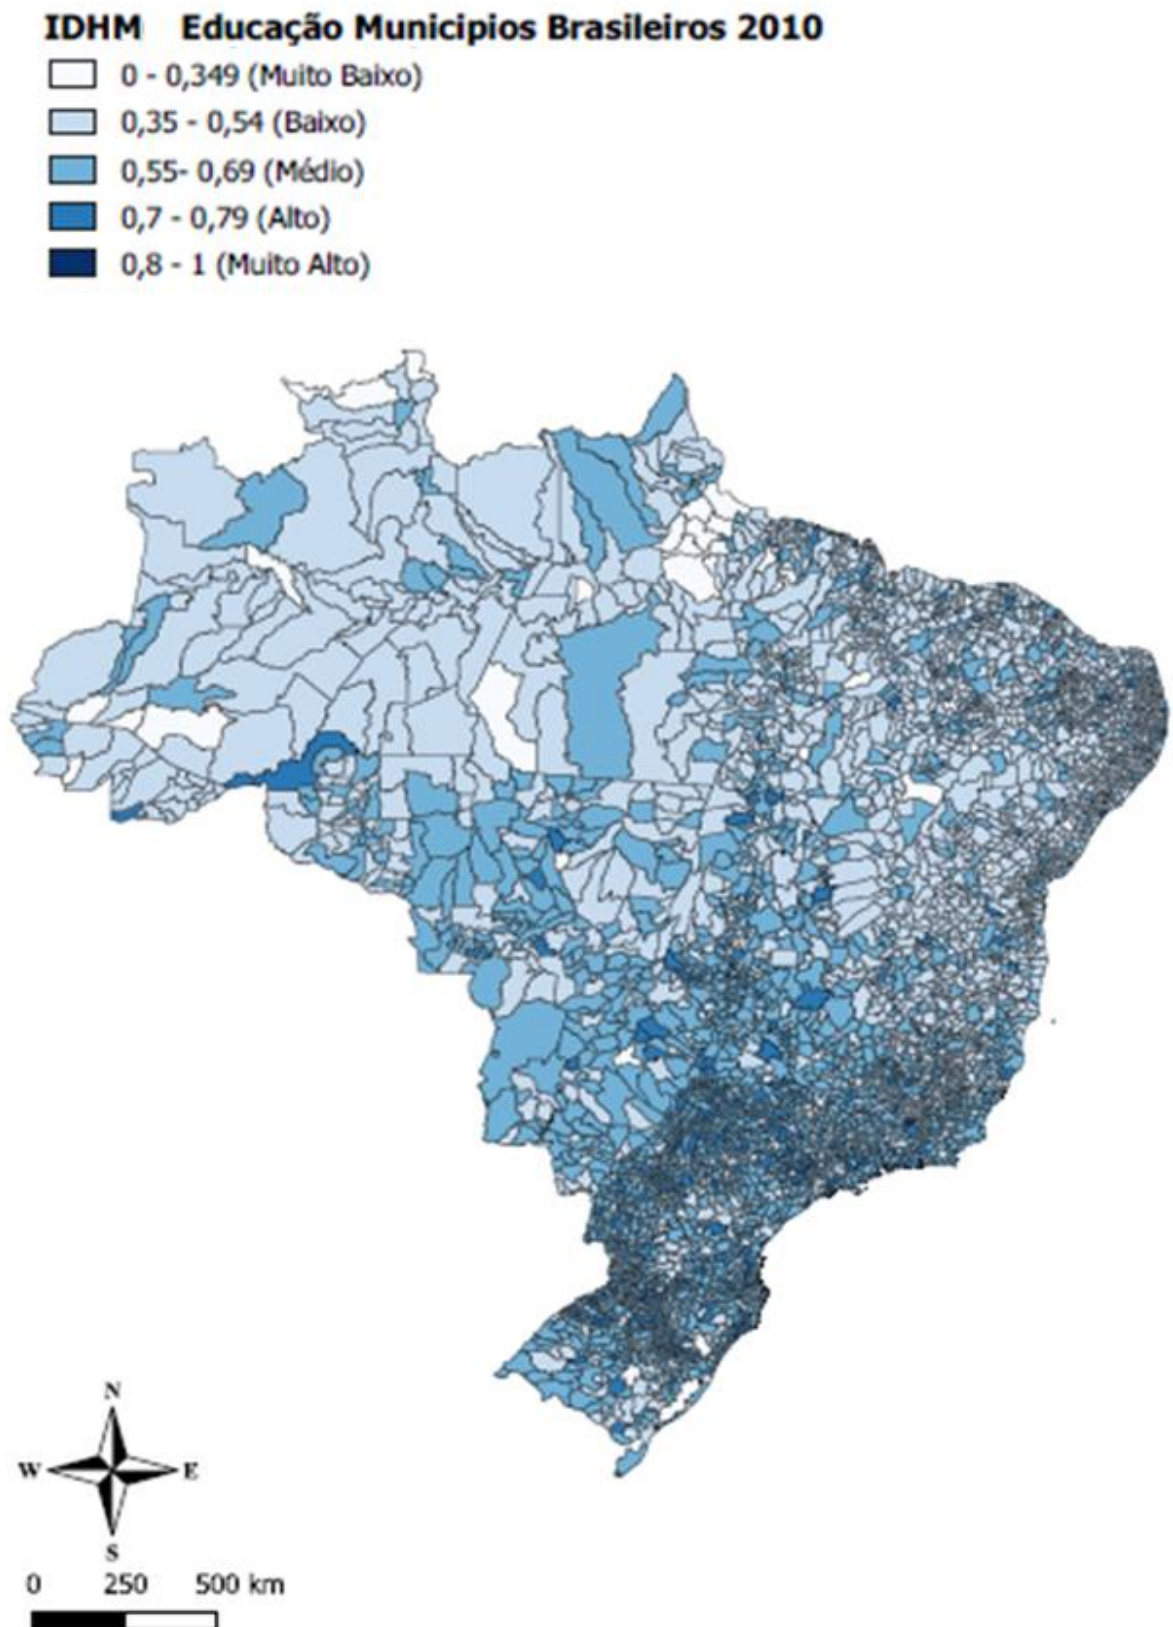 IDHM Educação Municipios Brasileiros 2010
0 - 0,349 (Muito Baixo)
0,35 - 0,54 (Baixo)
0,55- 0,69 (Médio)
0,7 - 0,79 (Alto)
0,8 - 1 (Muito Alto)
N
W E
S
0 250 500 km